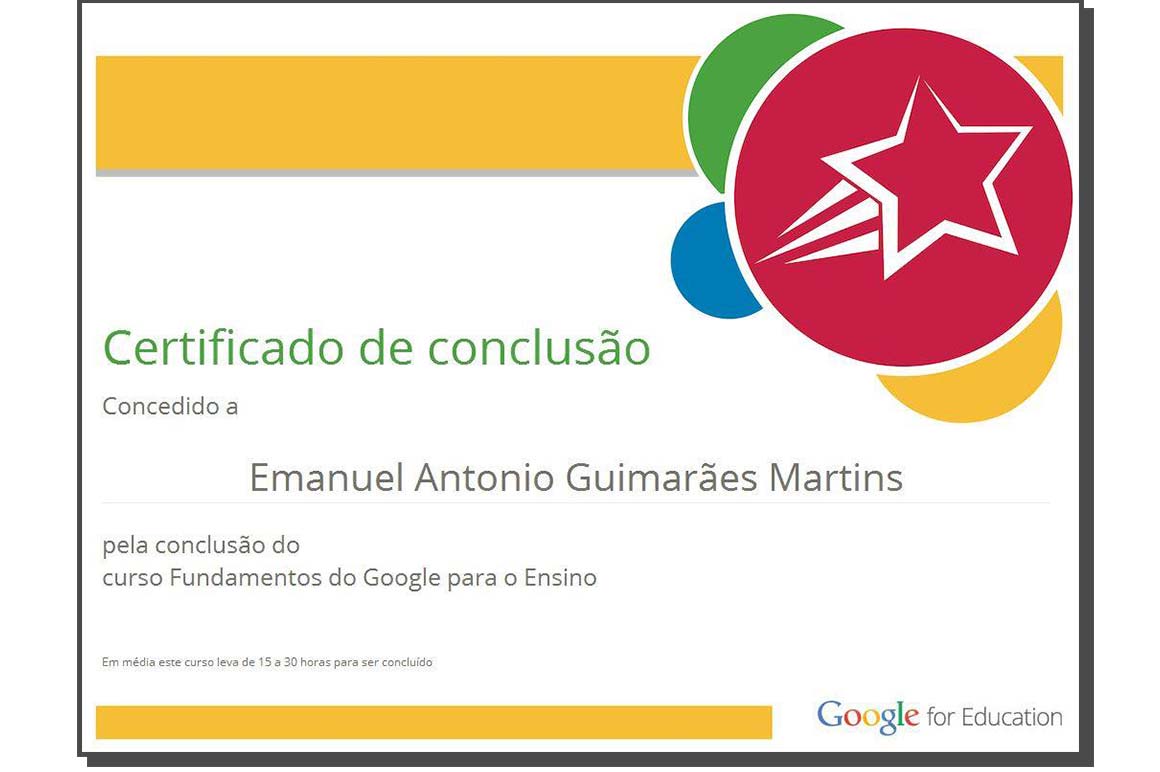 Certificado de conclusão
Concedido a
Emanuel Antonio Guimarães Martins
pela conclusão do
curso Fundamentos do Google para o Ensino
Em média este curso leva de 15 a 30 horas para ser concluído
Google for Education